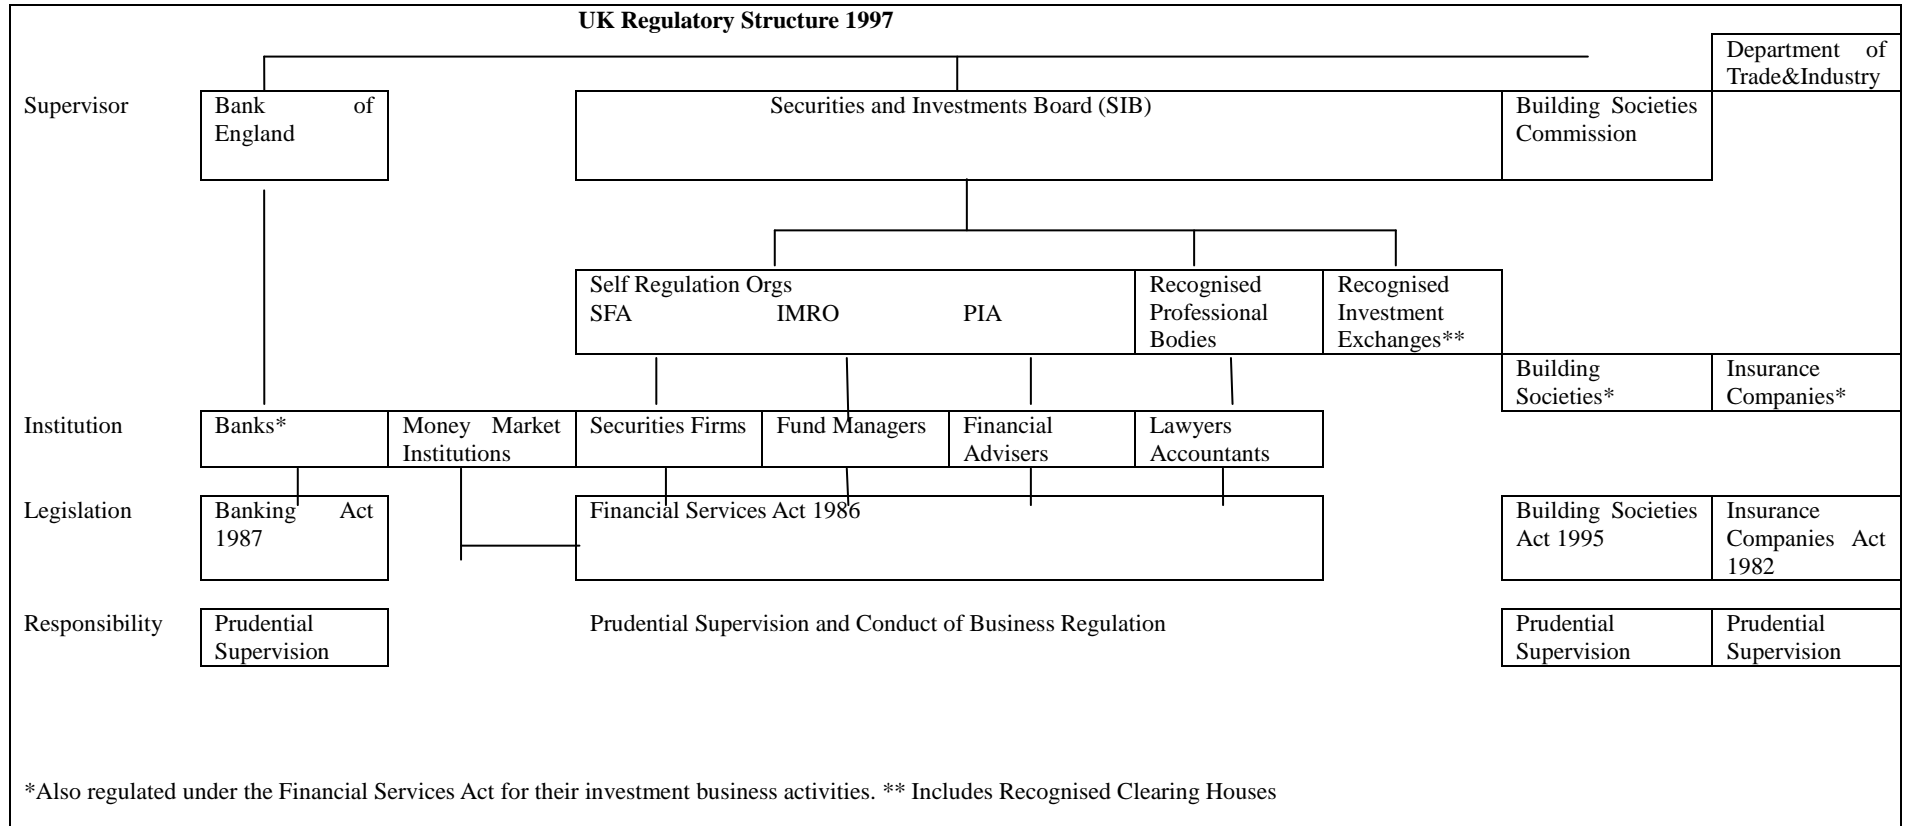 UK Regulatory Structure 1997
Department of
Trade&Industry
Supervisor
Bank of
England
Securities and Investments Board (SIB)
Building Societies
Commission
Self Regulation Orgs
SFA IMRO PIA
Recognised
Professional
Bodies
Recognised
Investment
Exchanges**
Building
Societies*
Insurance
Companies*
Institution
Banks*
Money Market
Institutions
Securities Firms
Fund Managers
Financial
Advisers
Lawyers
Accountants
Legislation
Banking Act
1987
Financial Services Act 1986
Building Societies
Act 1995
Insurance
Companies Act
1982
Responsibility
Prudential
Supervision
Prudential Supervision and Conduct of Business Regulation
Prudential
Supervision
Prudential
Supervision
*Also regulated under the Financial Services Act for their investment business activities. ** Includes Recognised Clearing Houses